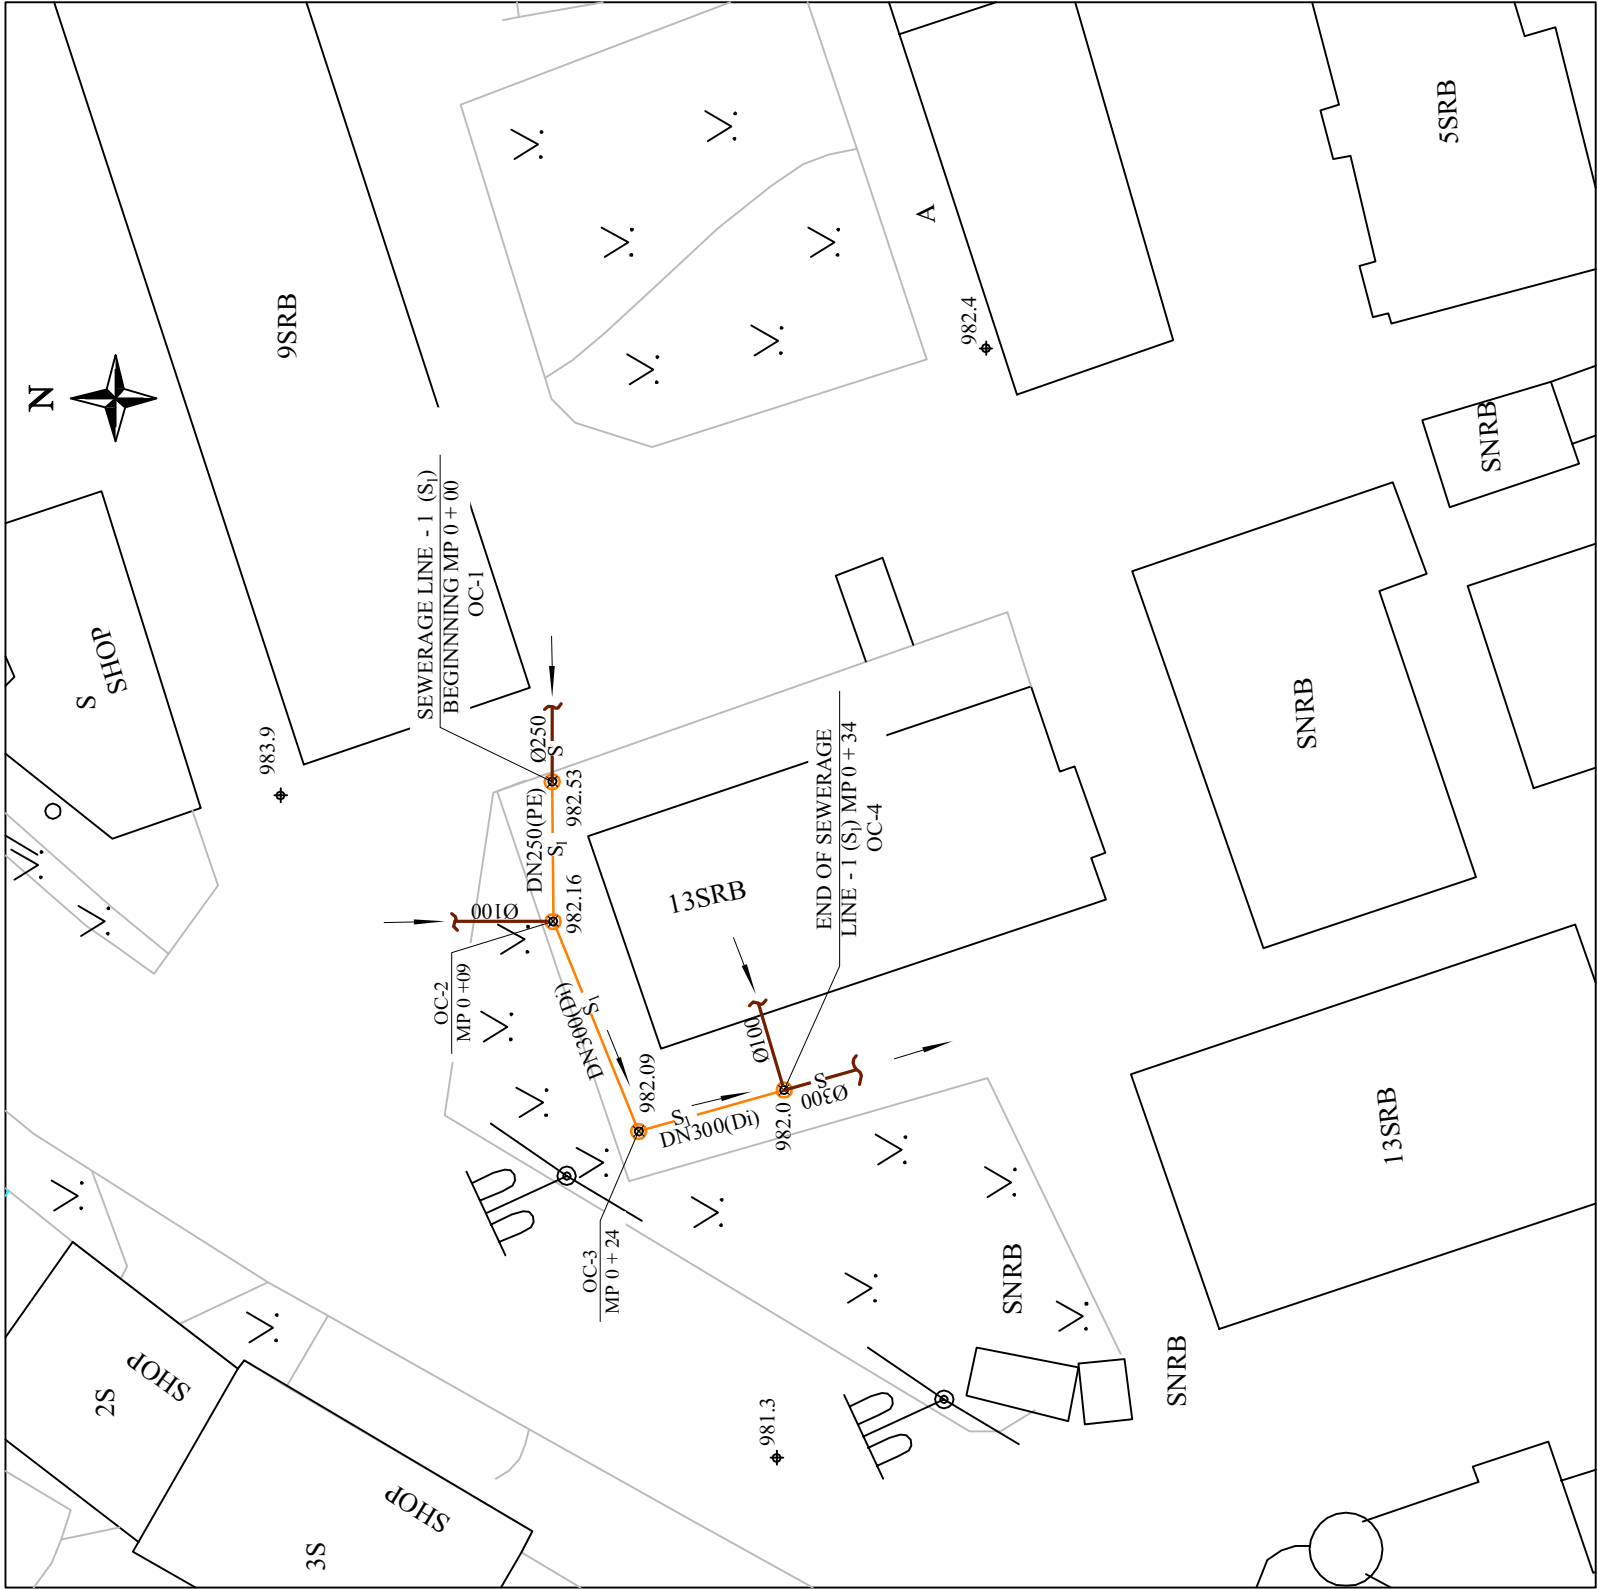 N
9SRB
S
SHOP
983.9
SEWERAGE LINE - 1 (S1)
BEGINNNING MP 0 + 00
OC-1
Ø250
S
DN250(PE)
S1
982.53
982.16
Ø100
OC-2
MP 0 +09
DN300(Di)
S1
982.09
OC-3
MP 0 + 24
S1
DN300(Di)
982.0
Ø100
S
Ø300
END OF SEWERAGE
LINE - 1 (S1) MP 0 + 34
OC-4
13SRB
A
982.4
5SRB
SNRB
SNRB
13SRB
SNRB
SNRB
981.3
2S
SHOP
3S
SHOP